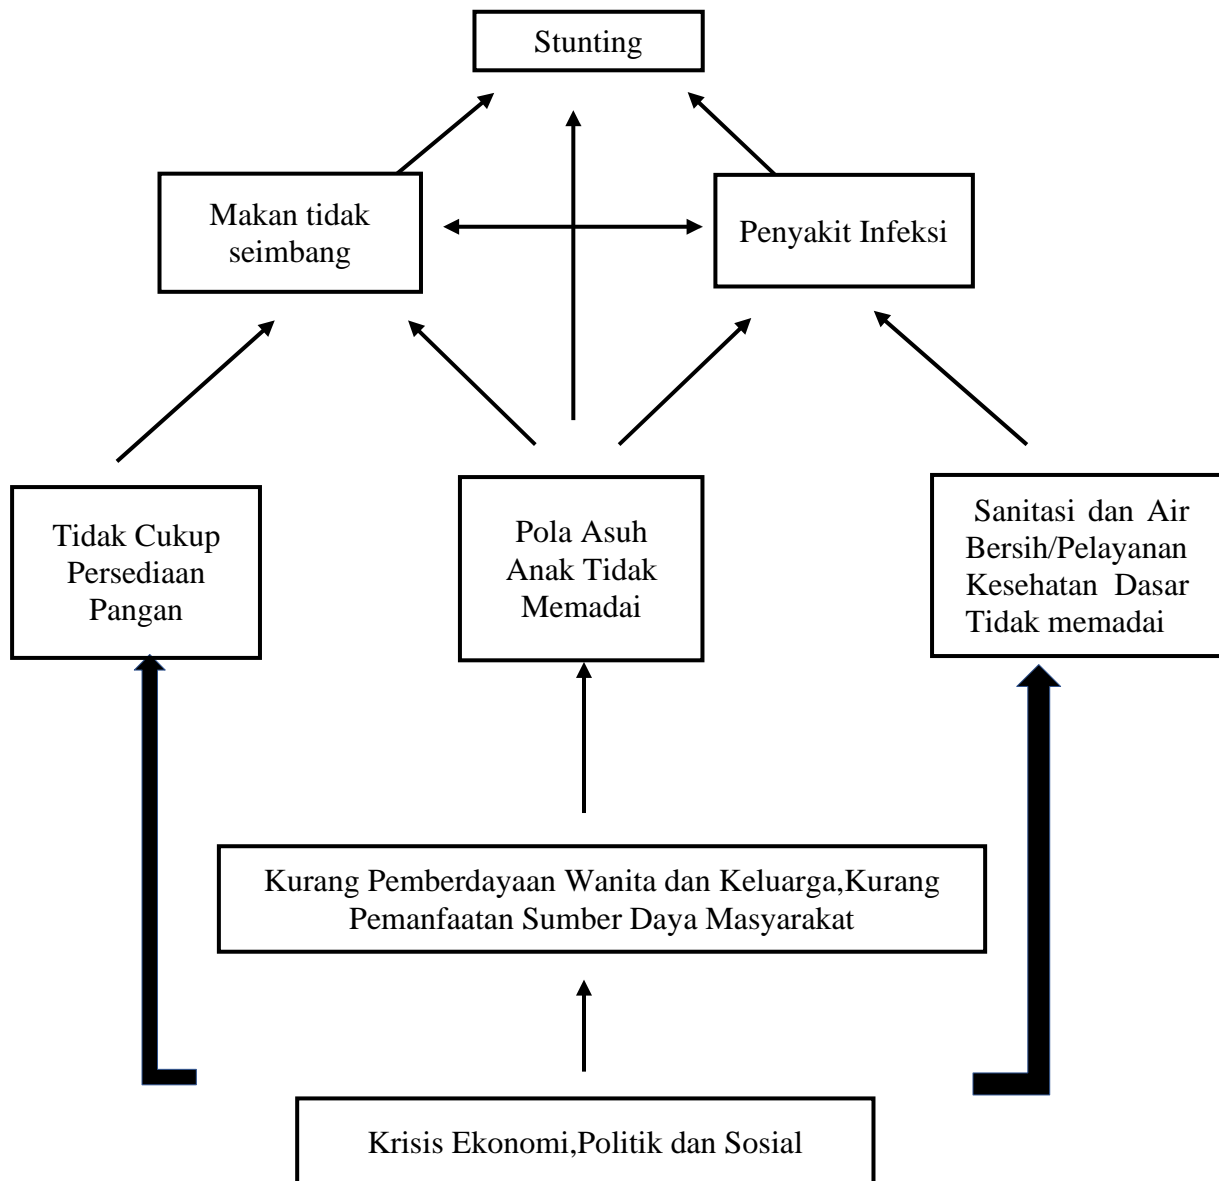 Stunting
Makan tidak
seimbang
Penyakit Infeksi
Tidak Cukup
Persediaan
Pangan
Pola Asuh
Anak Tidak
Memadai
Sanitasi dan Air
Bersih/Pelayanan
Kesehatan Dasar
Tidak memadai
Kurang Pemberdayaan Wanita dan Keluarga,Kurang
Pemanfaatan Sumber Daya Masyarakat
Krisis Ekonomi,Politik dan Sosial